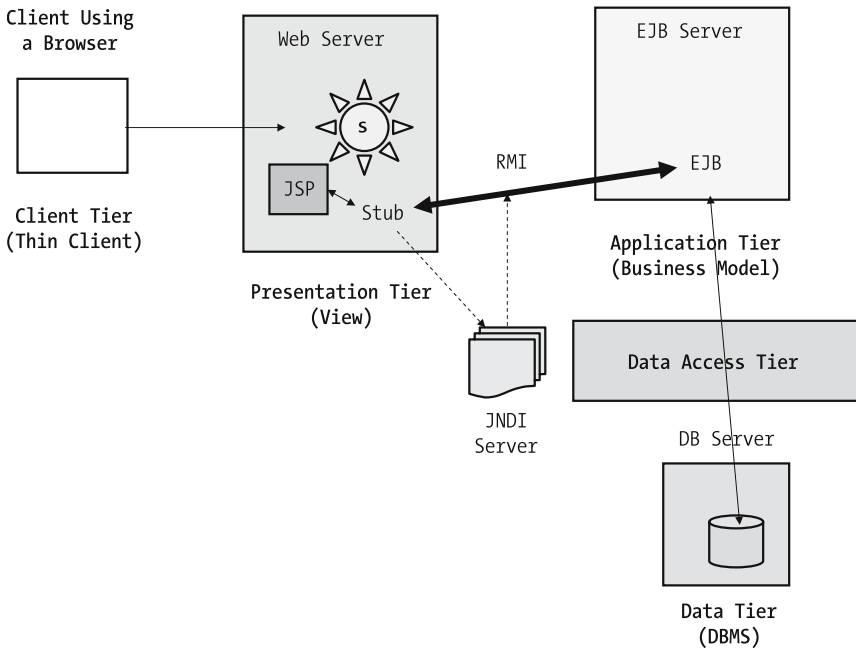 Client Using
a Browser
Client Tier
(Thin Client)
Web Server
S
JSP
Stub
Presentation Tier
(View)
RMI
JNDI
Server
EJB Server
EJB
Application Tier
(Business Model)
Data Access Tier
DB Server
Data Tier
(DBMS)